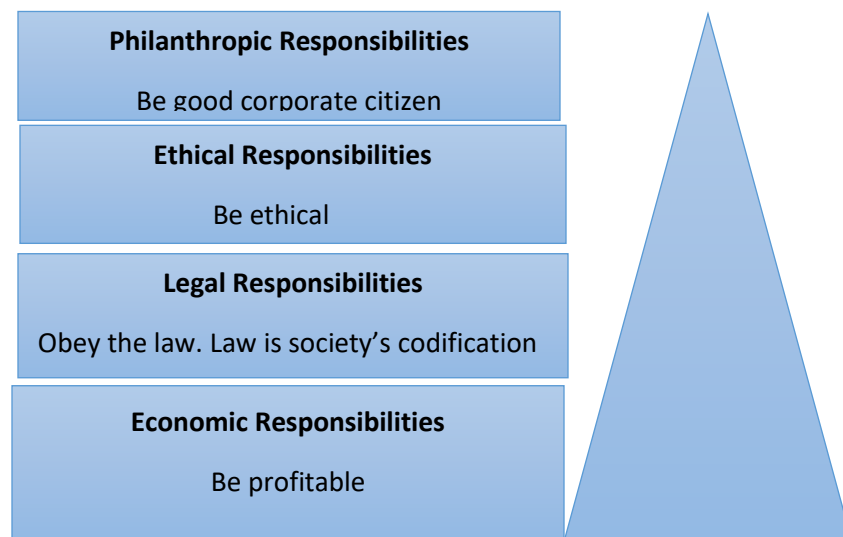 Philanthropic Responsibilities
Be good corporate citizen
Ethical Responsibilities
Be ethical
Legal Responsibilities
Obey the law. Law is society’s codification
Economic Responsibilities
Be profitable